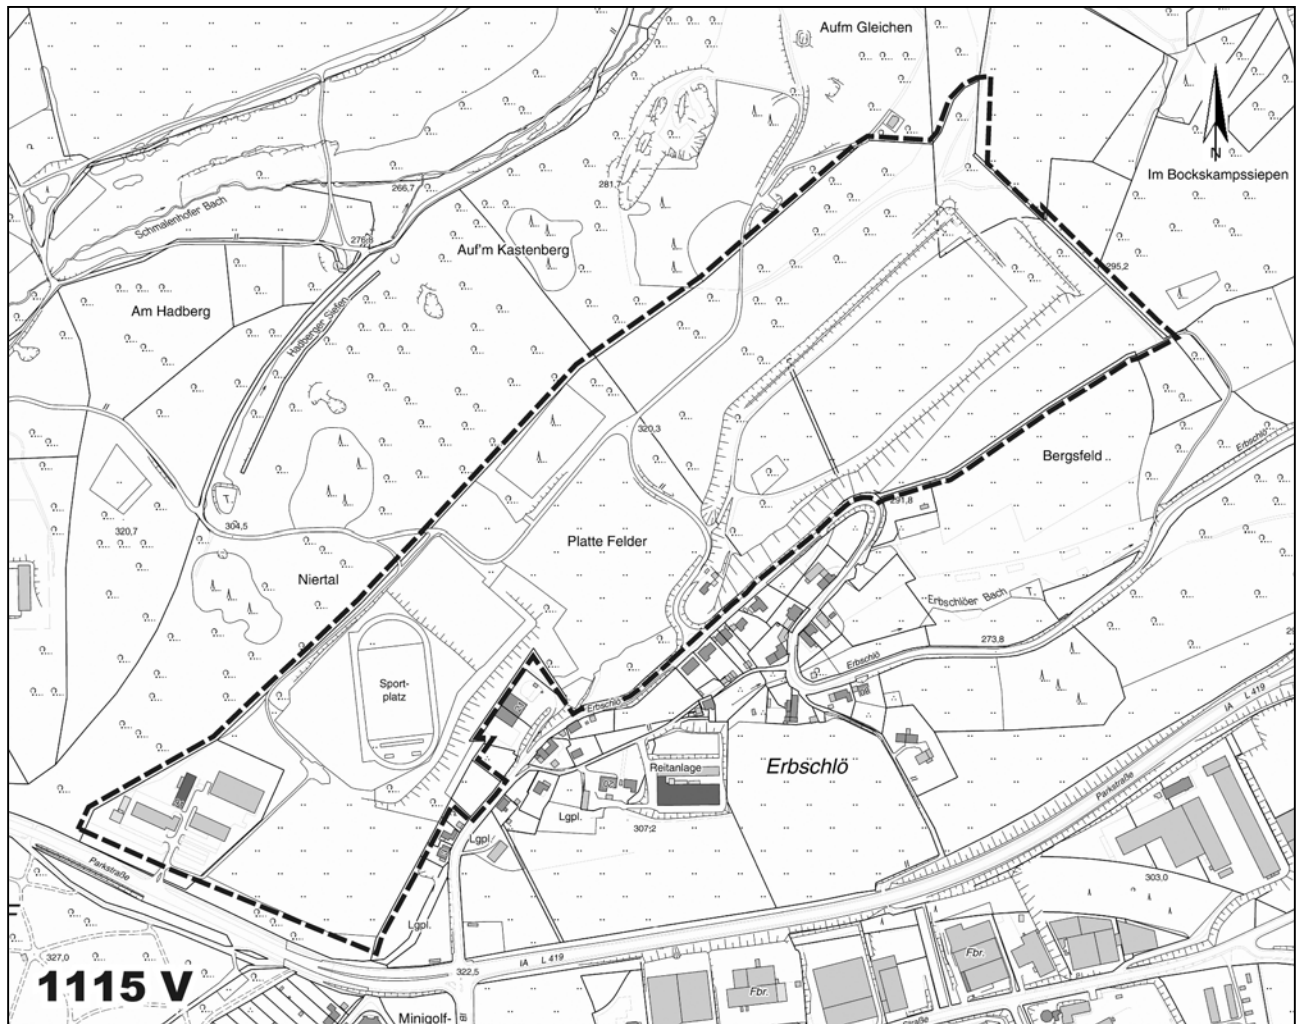 Aufm Gleichen
Im Bockskampssiepen
N
266,7
281,
Schmalenhofer Bach
Auf'm Kastenberg
295,2
Am Hadberg
Hadberger Siefen
320,3
Erbschlö
Bergsfeld
T.
291,8
304,5
320,7
Platte Felder
Niertal
Erbschlöer Bach
T.
273,8
Erbschlö
Sport-
platz
Erbschlö
L 419
Reitanlage
Erbschlö
Parkstraße
Lgpl.
307,2
Lgpl.
Parkstraße
303,0
Lgpl.
327,0
322,5
L 419
Fbr.
Fbr.
1115 V
Minigolf-
Straße